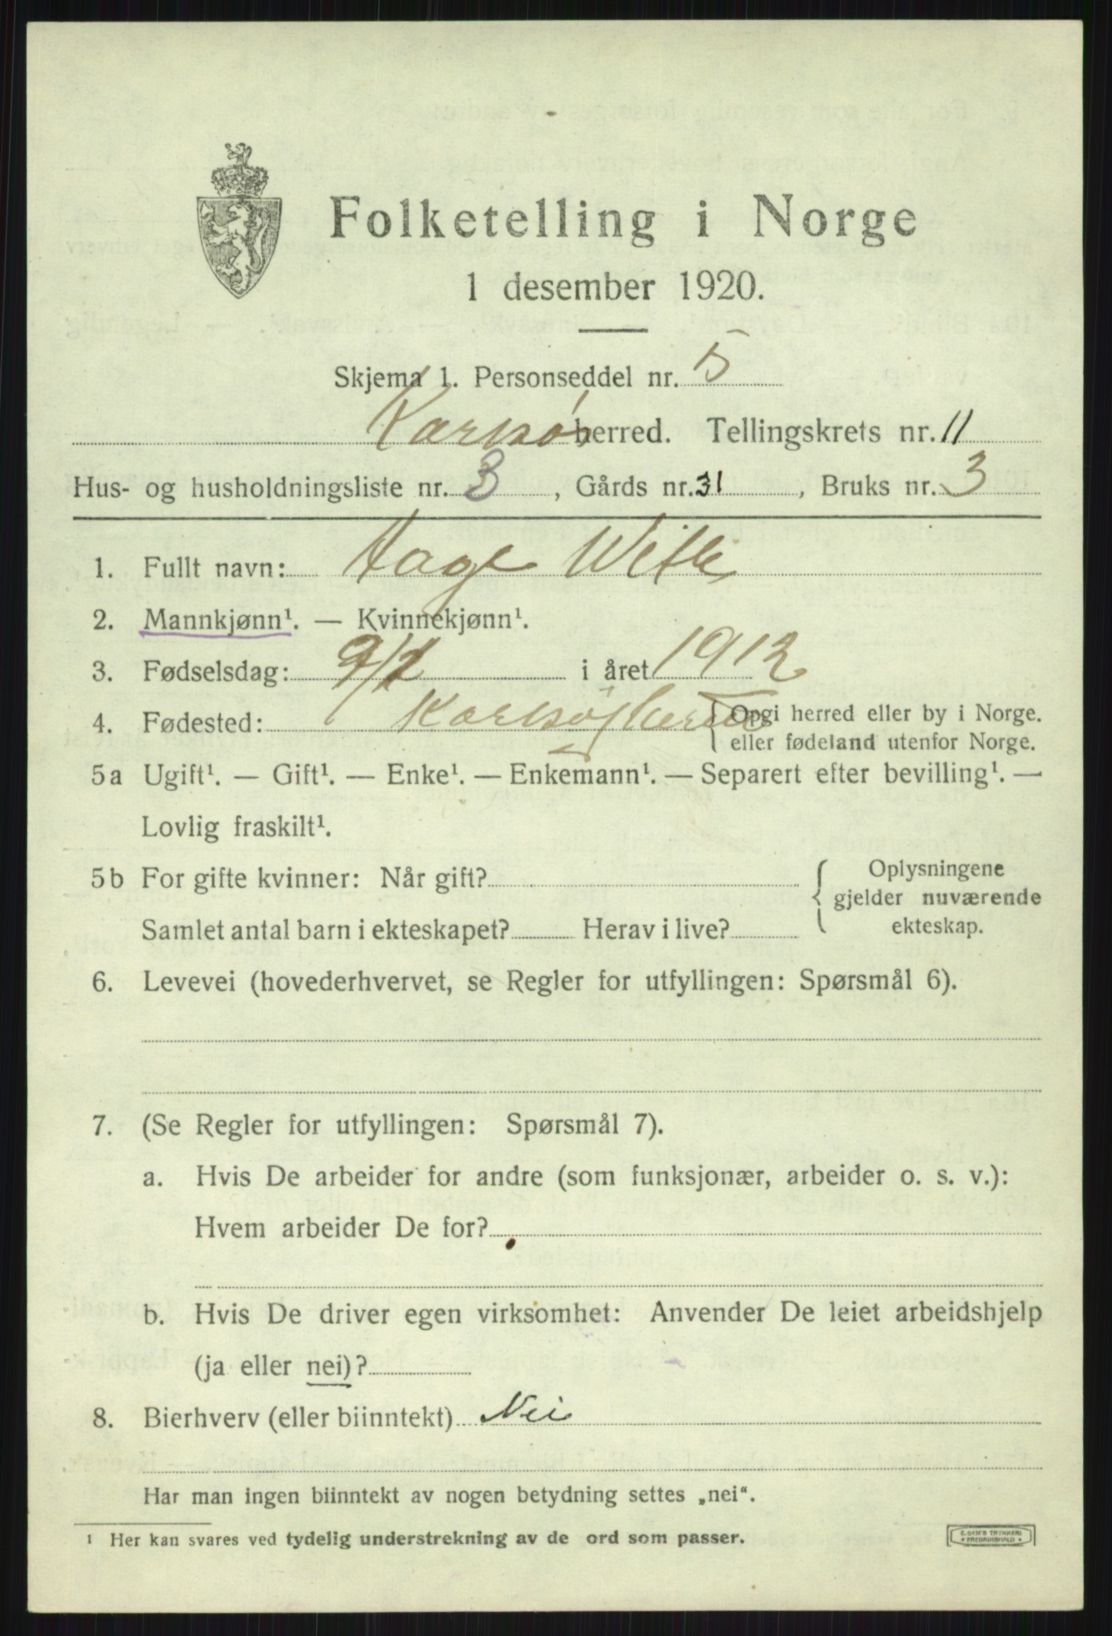 Folketelling i Norge
1 desember 1920.
Skjema 1. Personseddel nr. 5
Karlsø herred. Tellingskrets nr. 11
Hus- og husholdningsliste nr. 3, Gårds nr. 31, Bruks nr. 3
1. Fullt navn: Aage
2. Mannkjønn¹. — Kvinnekjønn¹.
3. Fødselsdag: 9/1 i året 1912
4. Fødested: Karlsøy herred {Opgi herred eller by i Norge.
eller fødeland utenfor Norge.
5a Ugift¹. — Gift¹. — Enke¹. — Enkemann¹. — Separert efter bevilling¹. —
Lovlig fraskilt¹.
5b For gifte kvinner: Når gift?
Samlet antal barn i ekteskapet? Herav i live?
{ Oplysningene
gjelder nuværende
ekteskap.
6. Levevei (hovederhvervet, se Regler for utfyllingen: Spørsmål 6).
7. (Se Regler for utfyllingen: Spørsmål 7).
a. Hvis De arbeider for andre (som funksjonær, arbeider o. s. v.):
Hvem arbeider De for?
b. Hvis De driver egen virksomhet: Anvender De leiet arbeidshjelp
(ja eller nei)?
8. Bierhverv (eller biinntekt) Nei
Har man ingen biinntekt av nogen betydning settes „nei“.
¹ Her kan svares ved tydelig understrekning av de ord som passer.